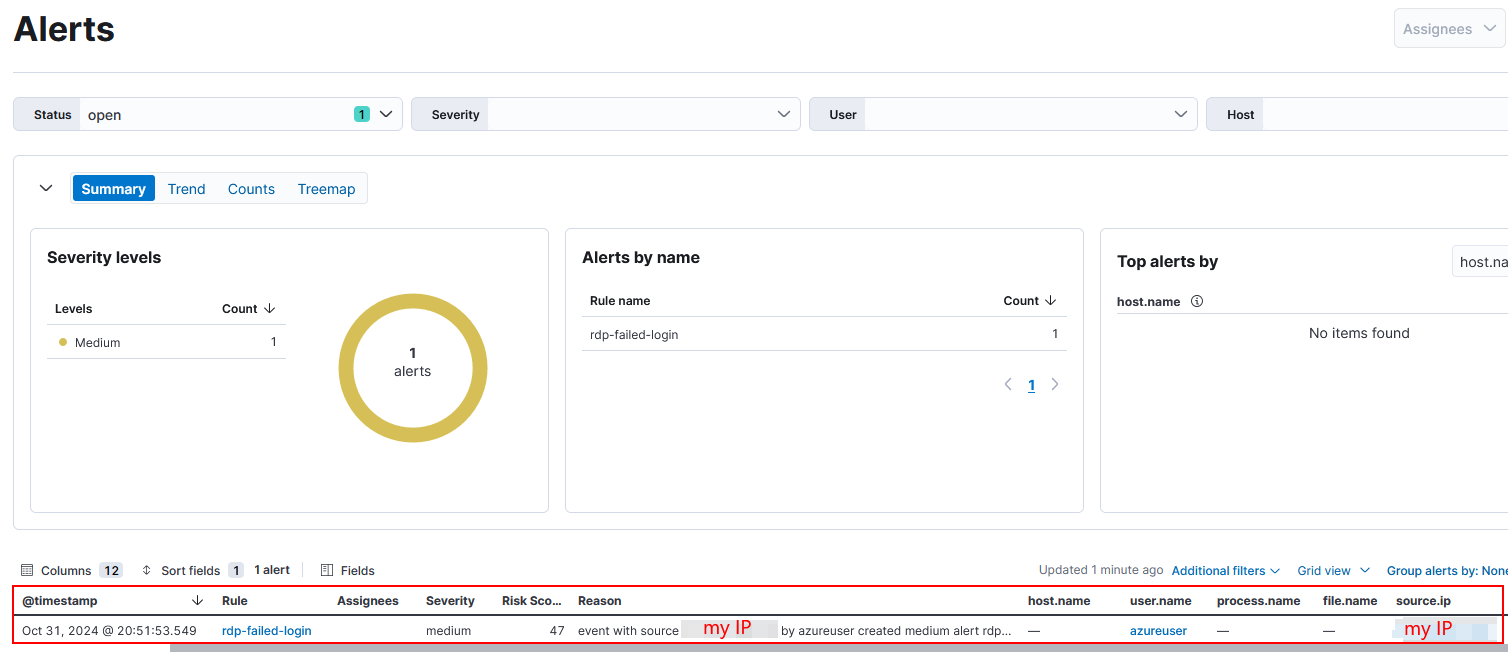 Alerts
Assignees
Status open 1
Severity
User
Host
Summary Trend Counts Treemap
Severity levels
Levels Count
Medium 1
1
alerts
Alerts by name
Rule name Count
rdp-failed-login 1
1
Top alerts by
host.na
host.name
No items found
Columns 12 Sort fields 1 1 alert Fields
Updated 1 minute ago Additional filters Grid view Group alerts by: None
@timestamp Rule Assignees Severity Risk Sco... Reason host.name user.name process.name file.name source.ip
Oct 31, 2024 @ 20:51:53.549 rdp-failed-login medium 47 event with source my IP by azureuser created medium alert rdp... — azureuser — — my IP